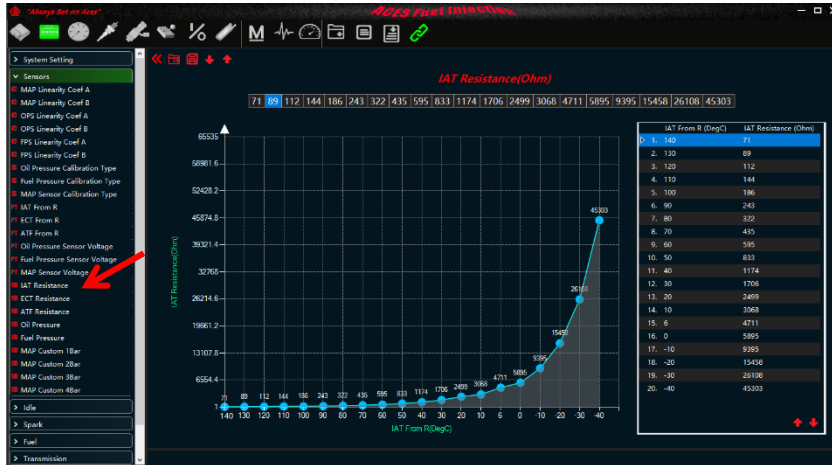 "Always Bet on Aces"
ACES Fuel Injection
M
System Setting
Sensors
MAP Linearity Coef A
MAP Linearity Coef B
OPS Linearity Coef A
OPS Linearity Coef B
FPS Linearity Coef A
FPS Linearity Coef B
Oil Pressure Calibration Type
Fuel Pressure Calibration Type
MAP Sensor Calibration Type
IAT From R
ECT From R
ATF From R
Oil Pressure Sensor Voltage
Fuel Pressure Sensor Voltage
MAP Sensor Voltage
IAT Resistance
ECT Resistance
ATF Resistance
Oil Pressure
Fuel Pressure
MAP Custom 1Bar
MAP Custom 2Bar
MAP Custom 3Bar
MAP Custom 4Bar
Idle
Spark
Fuel
Transmission
IAT Resistance(Ohm)
71 89 112 144 186 243 322 435 595 833 1174 1706 2499 3068 4711 5895 9395 15458 26108 45303
65535
58981.6
52428.2
45874.8
39321.4
32768
26214.6
19661.2
13107.8
6554.4
1
IAT Resistance(Ohm)
71 89 112 144 186 243 322 435 595 833 1174 1706 2499 3068 4711 5895 9395 15458 26108 45303
140 130 120 110 100 90 80 70 60 50 40 30 20 10 6 0 -10 -20 -30 -40
IAT From R(DegC)
IAT From R (DegC) IAT Resistance (Ohm)
1. 140 71
2. 130 89
3. 120 112
4. 110 144
5. 100 186
6. 90 243
7. 80 322
8. 70 435
9. 60 595
10. 50 833
11. 40 1174
12. 30 1706
13. 20 2499
14. 10 3068
15. 6 4711
16. 0 5895
17. -10 9395
18. -20 15458
19. -30 26108
20. -40 45303